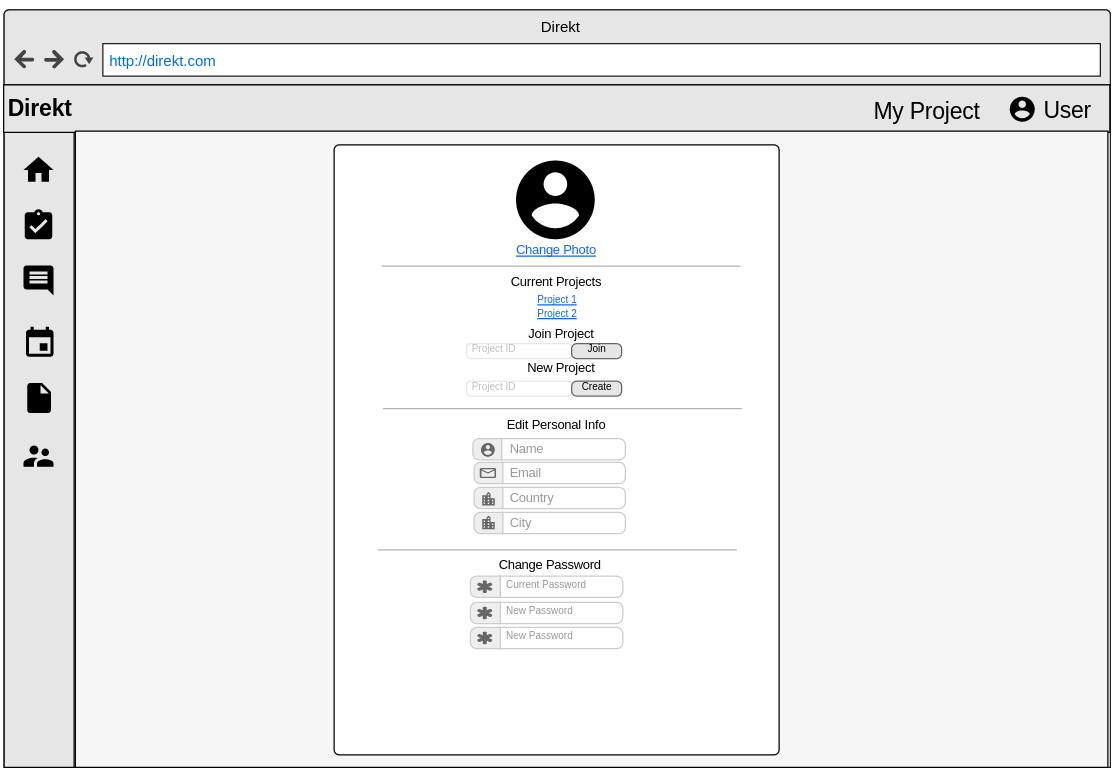 Direkt
http://direkt.com
Direkt
My Project
User
Change Photo
Current Projects
Project 1
Project 2
Join Project
Project ID
Join
New Project
Project ID
Create
Edit Personal Info
Name
Email
Country
City
Change Password
Current Password
New Password
New Password